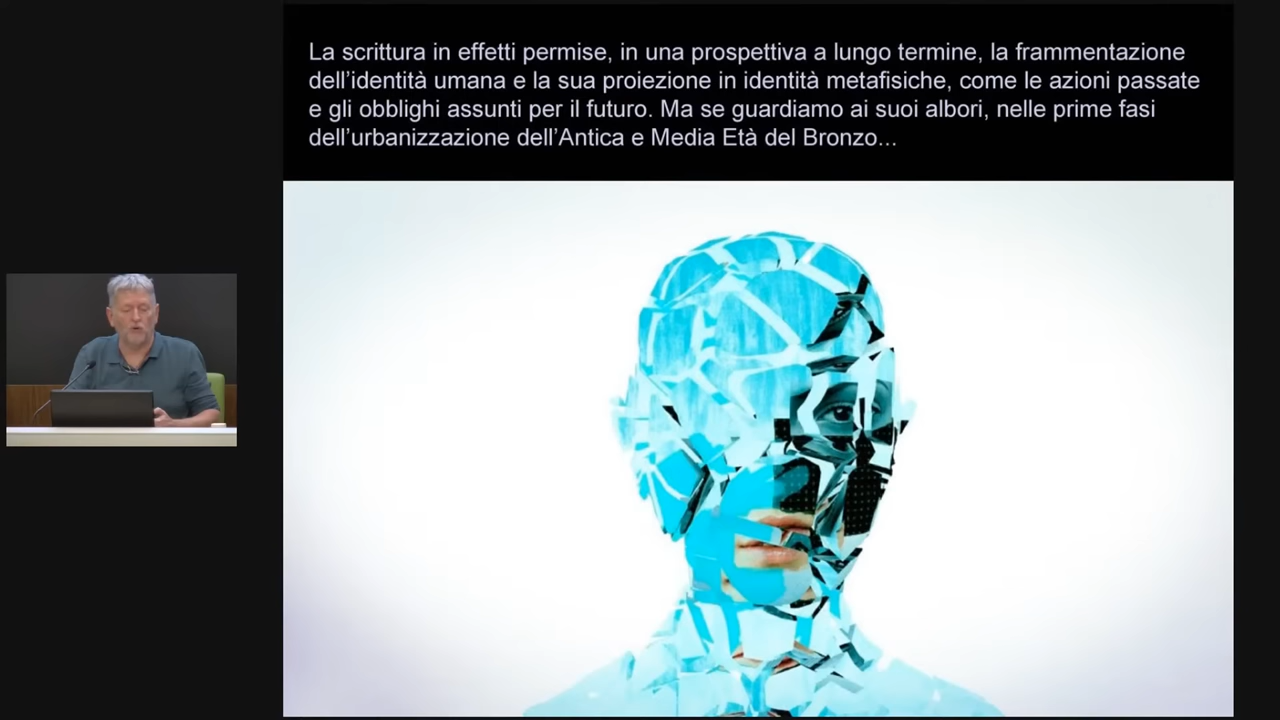 La scrittura in effetti permise, in una prospettiva a lungo termine, la frammentazione
dell'identità umana e la sua proiezione in identità metafisiche, come le azioni passate
e gli obblighi assunti per il futuro. Ma se guardiamo ai suoi albori, nelle prime fasi
dell'urbanizzazione dell'Antica e Media Età del Bronzo...